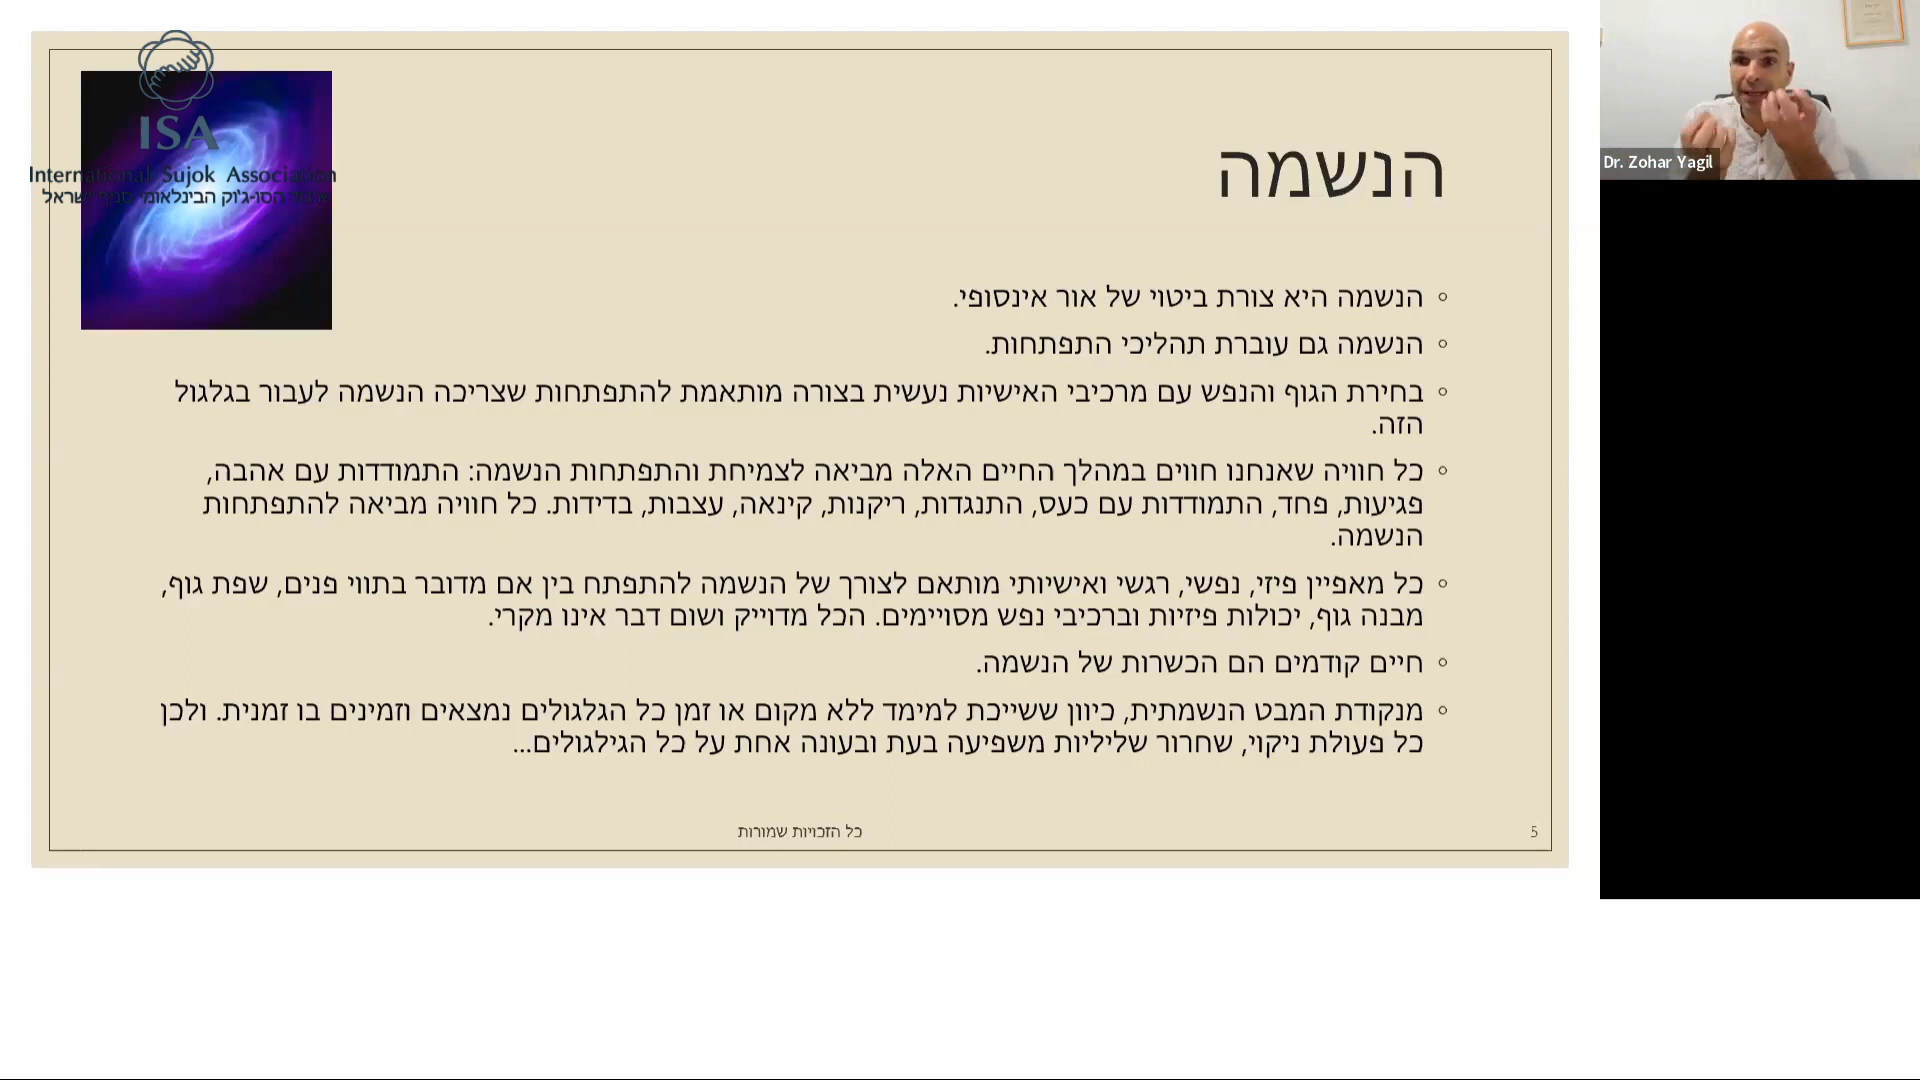 ISA
International Sujok Association
איגוד הסו-ג'וק הבינלאומי סניף ישראל
הנשמה
הנשמה היא צורת ביטוי של אור אינסופי.
הנשמה גם עוברת תהליכי התפתחות.
בחירת הגוף והנפש עם מרכיבי האישיות נעשית בצורה מותאמת להתפתחות שצריכה הנשמה לעבור בגלגול
הזה.
כל חוויה שאנחנו חווים במהלך החיים האלה מביאה לצמיחת והתפתחות הנשמה: התמודדות עם אהבה,
פגיעות, פחד, התמודדות עם כעס, התנגדות, ריקנות, קינאה, עצבות, בדידות. כל חוויה מביאה להתפתחות
הנשמה.
כל מאפיין פיזי, נפשי, רגשי ואישיותי מותאם לצורך של הנשמה להתפתח בין אם מדובר בתווי פנים, שפת גוף,
מבנה גוף, יכולות פיזיות וברכיבי נפש מסויימים. הכל מדוייק ושום דבר אינו מקרי.
חיים קודמים הם הכשרות של הנשמה.
מנקודת המבט הנשמתית, כיוון ששייכת למימד ללא מקום או זמן כל הגלגולים נמצאים וזמינים בו זמנית. ולכן
כל פעולת ניקוי, שחרור שליליות משפיעה בעת ובעונה אחת על כל הגילגולים...
כל הזכויות שמורות
5
Dr. Zohar Yagil